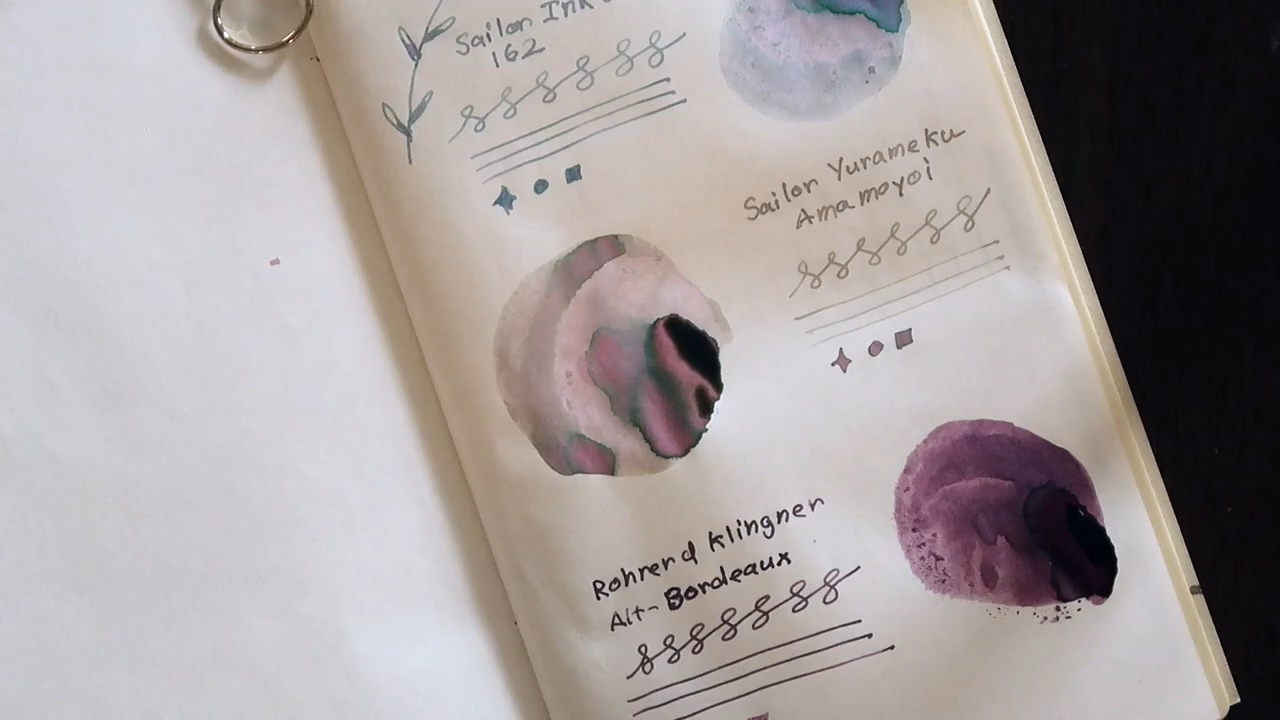 Sailor Ink
162
Sailor Yurameku
Amamoyoi
Rohrer d Klingner
Alt-Bordeaux